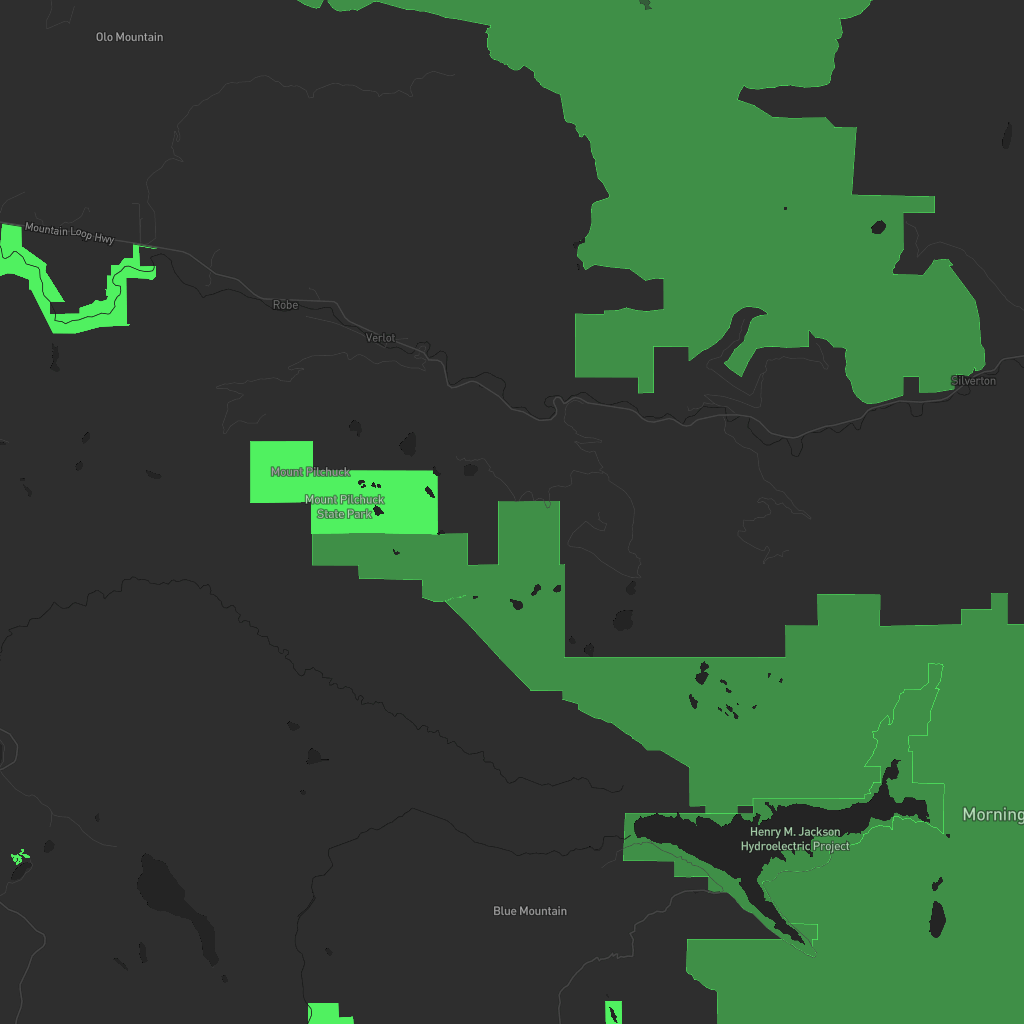 Olo Mountain
Mountain Loop Hwy
Robe
Verlot
Silverton
Mount Pilchuck
Mount Pilchuck
State Park
Morning
Henry M. Jackson
Hydroelectric Project
Blue Mountain